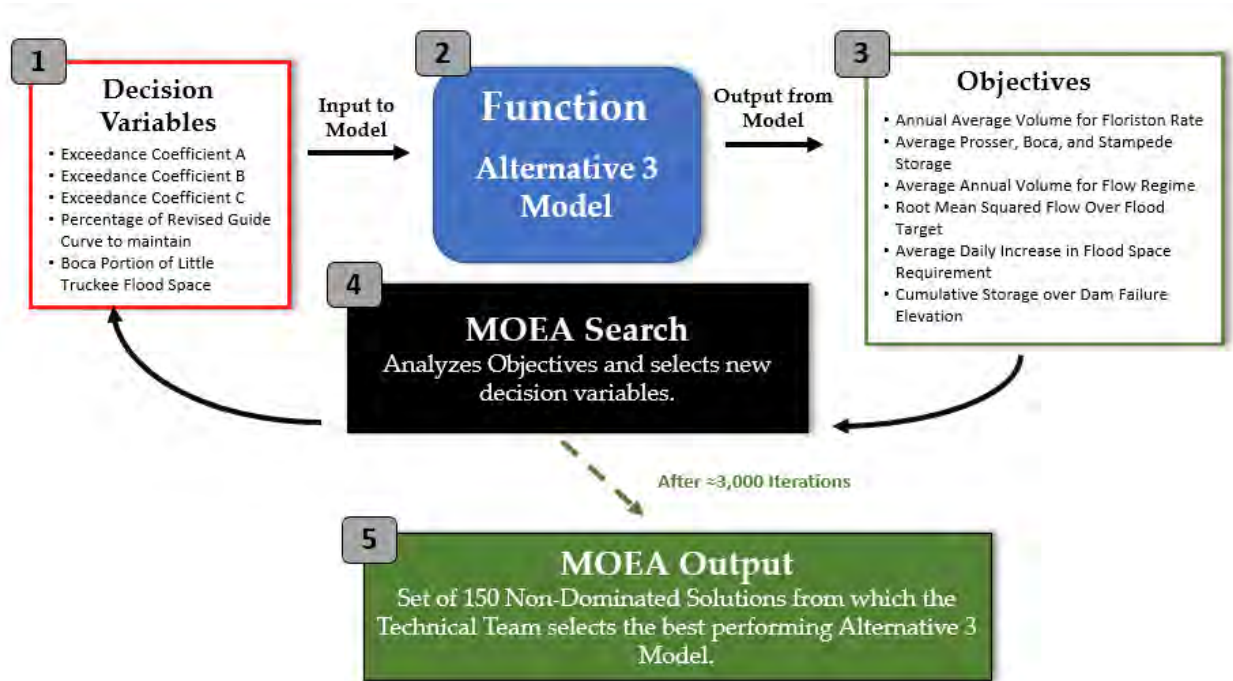 1
Decision
Variables
• Exceedance Coefficient A
• Exceedance Coefficient B
• Exceedance Coefficient C
• Percentage of Revised Guide
Curve to maintain
• Boca Portion of Little
Truckee Flood Space
Input to
Model
2
Function
Alternative 3
Model
Output from
Model
3
Objectives
• Annual Average Volume for Floriston Rate
• Average Prosser, Boca, and Stampede
Storage
• Average Annual Volume for Flow Regime
• Root Mean Squared Flow Over Flood
Target
• Average Daily Increase in Flood Space
Requirement
• Cumulative Storage over Dam Failure
Elevation
4
MOEA Search
Analyzes Objectives and selects new
decision variables.
After ≈3,000 Iterations
5
MOEA Output
Set of 150 Non-Dominated Solutions from which the
Technical Team selects the best performing Alternative 3
Model.